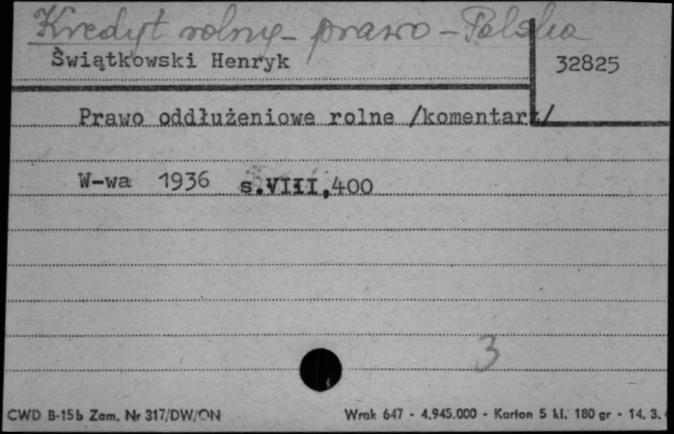 Kredyt rolny - prawo - Polska
Świątkowski Henryk
32825
Prawo oddłużeniowe rolne /komentarz/
W-wa 1936 s.VIII,400
3
CWD B-15b Zam. Nr 317/DW/ON Wrak 647 - 4.945.000 - Karton 5 kl. 180 gr - 14. 3.